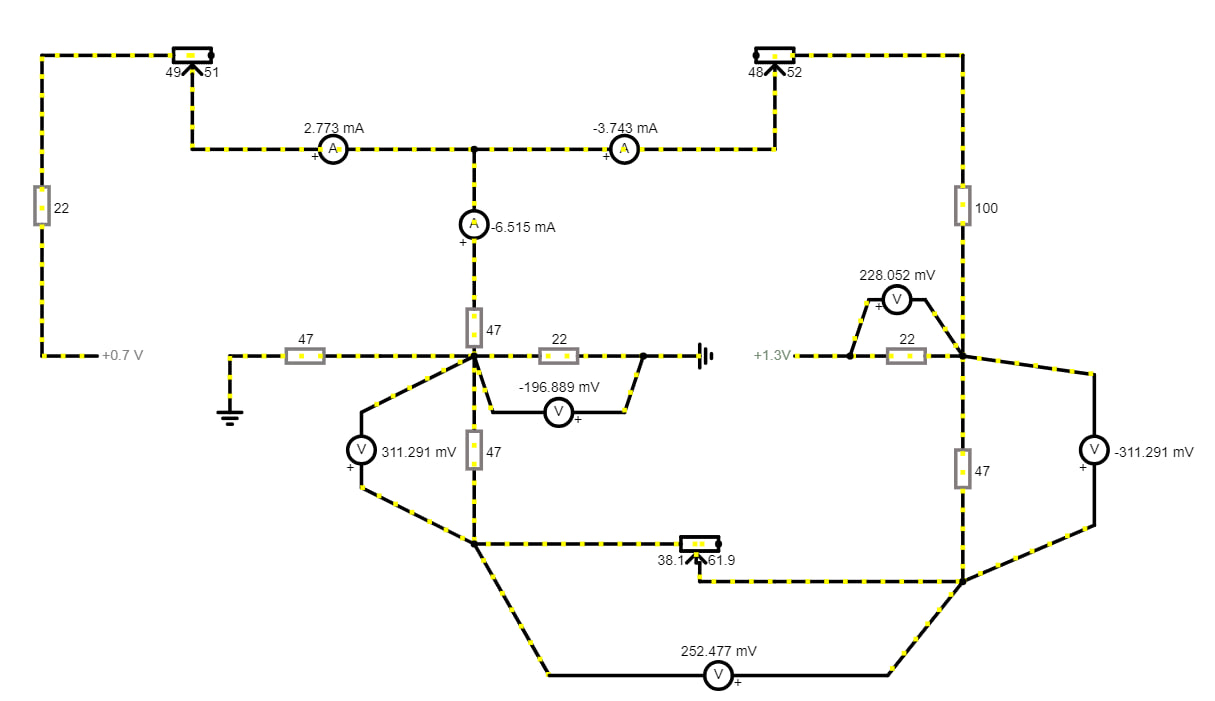 49 51
48 52
2.773 mA
A
+
-3.743 mA
A
+
22
A
-6.515 mA
+
100
228.052 mV
V
+
47
47
22
+0.7 V
+1.3V
22
-196.889 mV
V
+
V
311.291 mV
+
47
V
-311.291 mV
+
47
38.1 61.9
252.477 mV
V
+